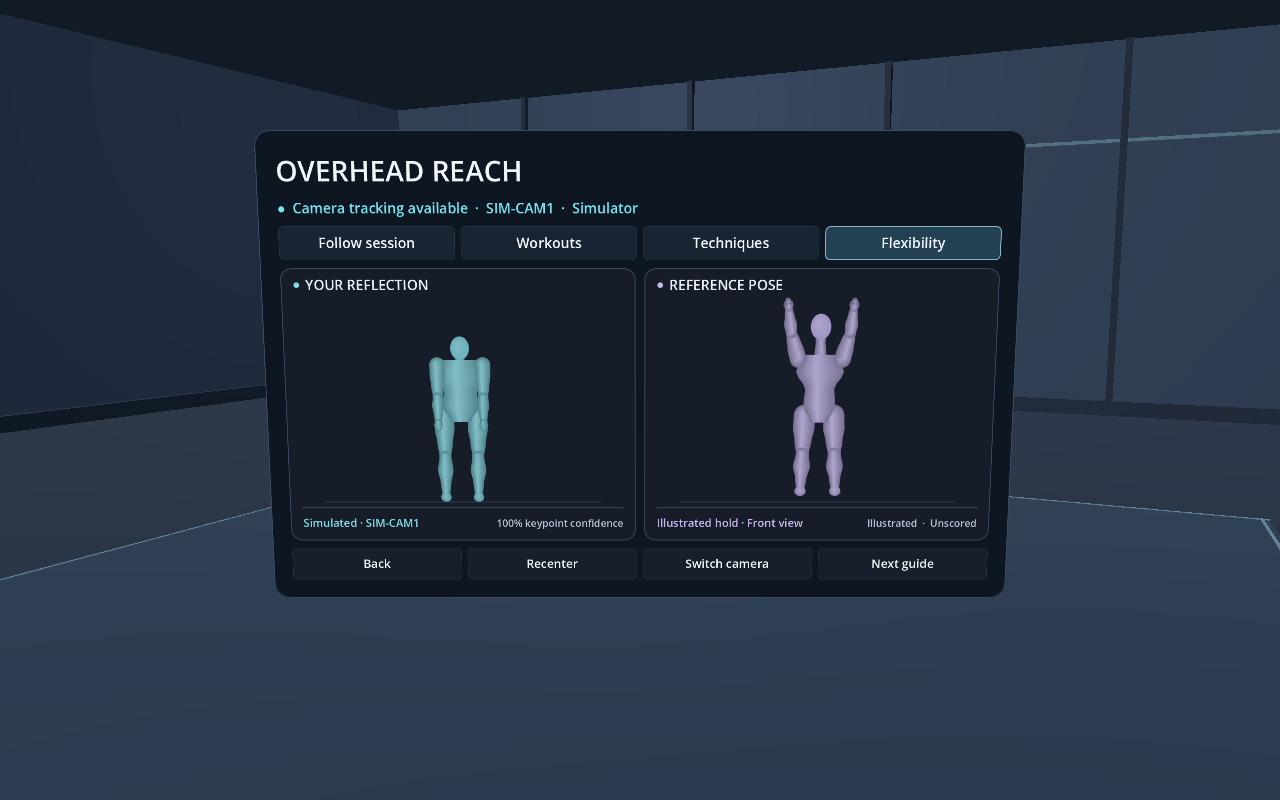 OVERHEAD REACH
Camera tracking available · SIM-CAM1 · Simulator
Follow session
Workouts
Techniques
Flexibility
YOUR REFLECTION
REFERENCE POSE
Simulated · SIM-CAM1
100% keypoint confidence
Illustrated hold · Front view
Illustrated · Unscored
Back
Recenter
Switch camera
Next guide